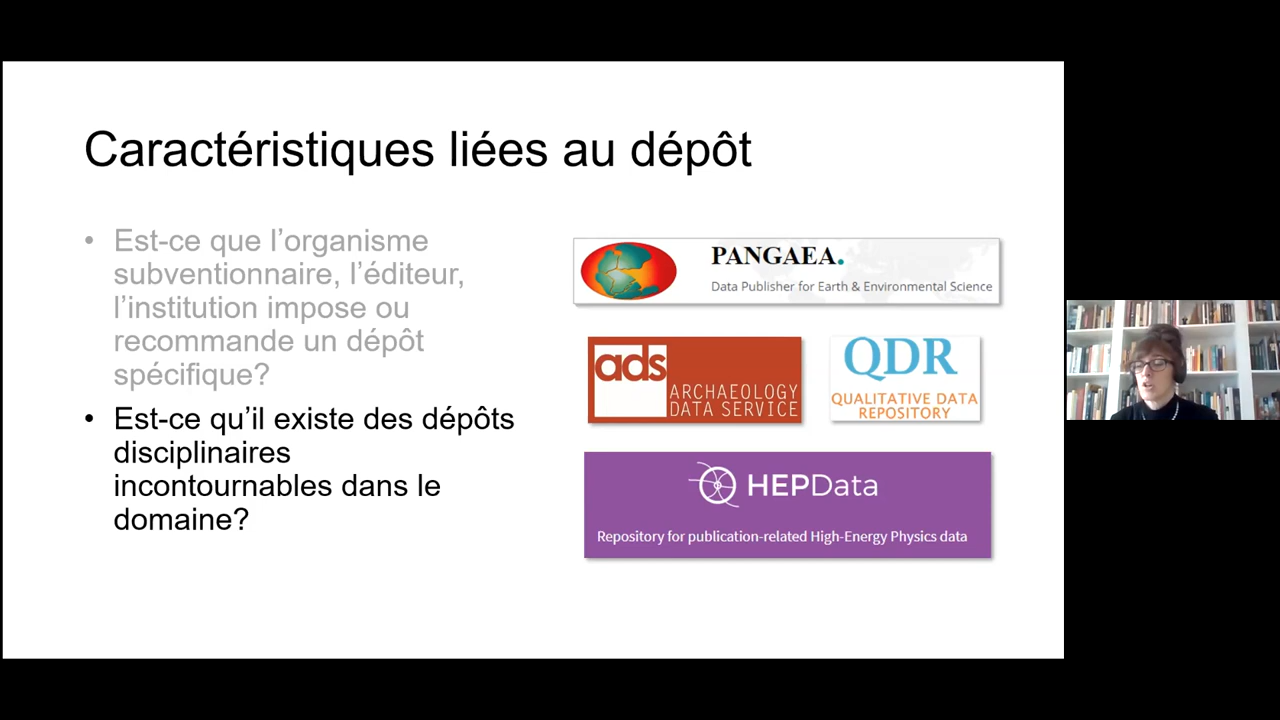 Caractéristiques liées au dépôt
• Est-ce que l’organisme
subventionnaire, l’éditeur,
l’institution impose ou
recommande un dépôt
spécifique?
• Est-ce qu’il existe des dépôts
disciplinaires
incontournables dans le
domaine?
PANGAEA.
Data Publisher for Earth & Environmental Science
ads
ARCHAEOLOGY
DATA SERVICE
QDR
QUALITATIVE DATA
REPOSITORY
HEPData
Repository for publication-related High-Energy Physics data